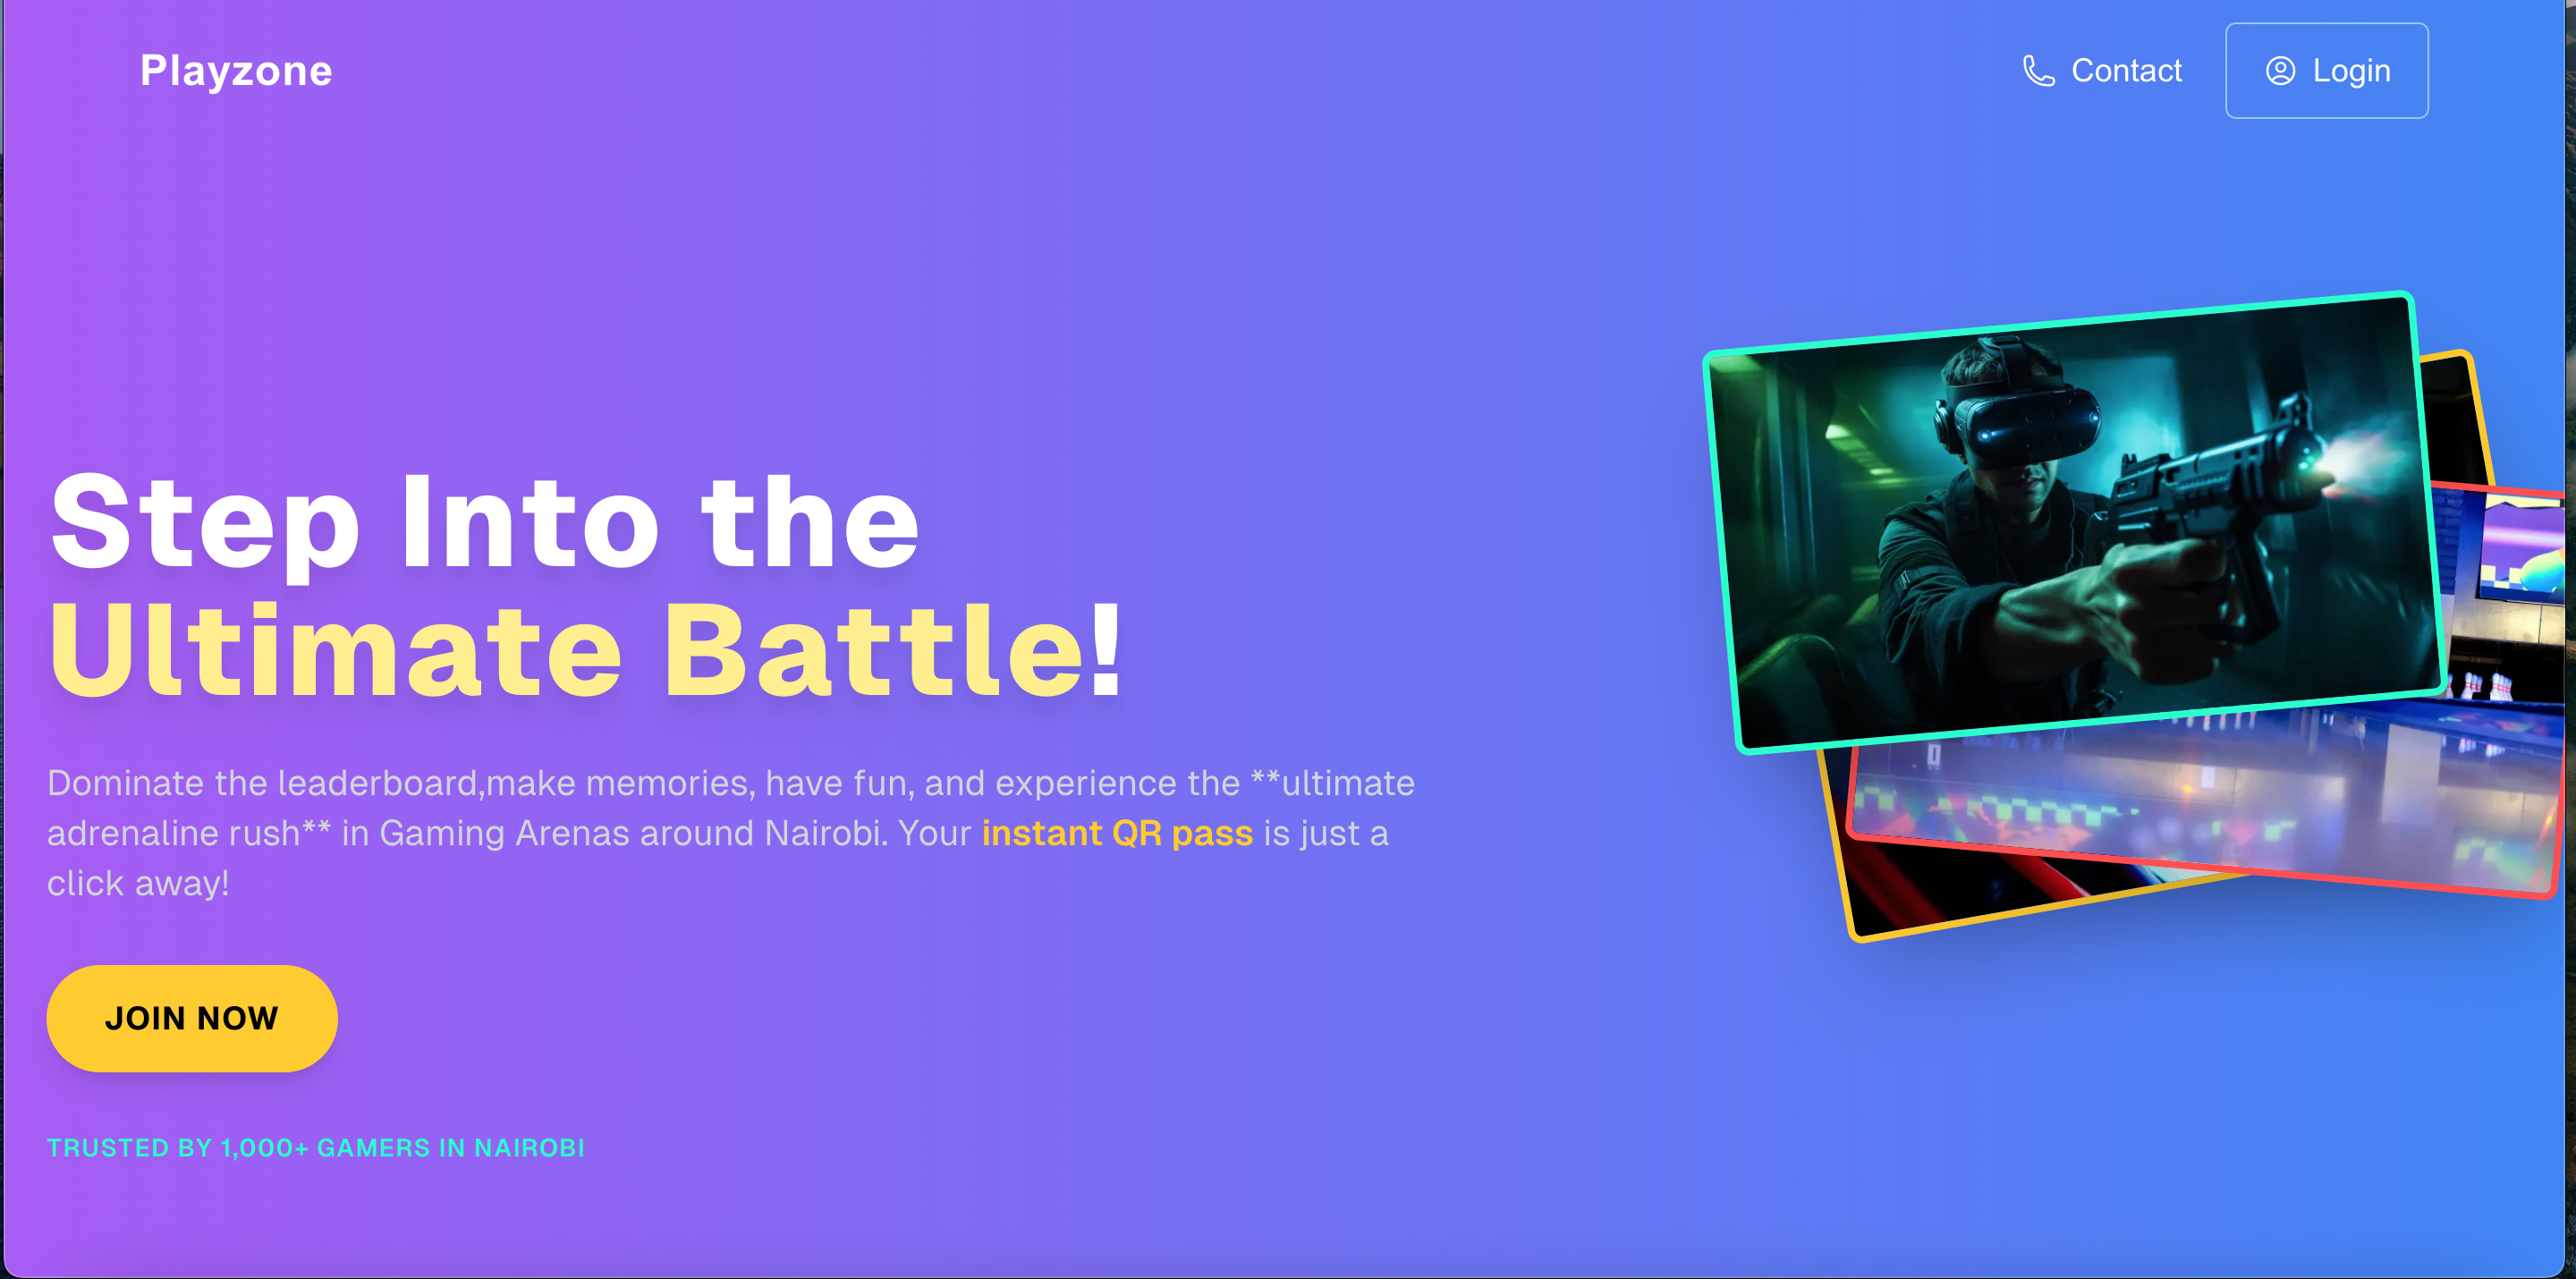 Playzone
Contact
Login
Step Into the
Ultimate Battle!
Dominate the leaderboard,make memories, have fun, and experience the **ultimate
adrenaline rush** in Gaming Arenas around Nairobi. Your instant QR pass is just a
click away!
JOIN NOW
TRUSTED BY 1,000+ GAMERS IN NAIROBI